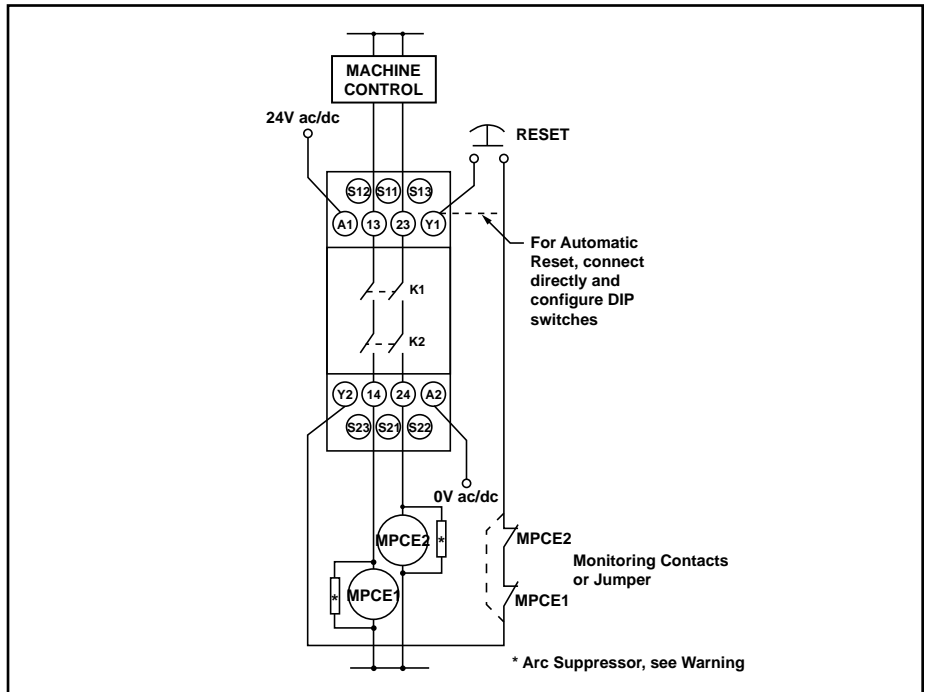 MACHINE
CONTROL
24V ac/dc
RESET
S12 S11 S13
A1 13 23 Y1
For Automatic
Reset, connect
directly and
configure DIP
switches
K1
K2
Y2 14 24 A2
S23 S21 S22
0V ac/dc
MPCE2
*
MPCE2
Monitoring Contacts
or Jumper
*
MPCE1
MPCE1
* Arc Suppressor, see Warning